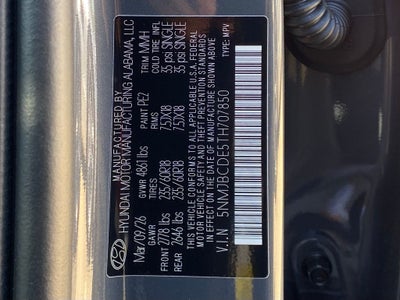 MANUFACTURED BY
HYUNDAI MOTOR MANUFACTURING ALABAMA, LLC
Mar/09/26 GVWR 4861 lbs PAINT PE2 TRIM MMH
GAWR TIRES RIMS COLD TIRE INFL
FRONT 2778 lbs 235/60R18 7.5JX18 35 PSI SINGLE
REAR 2646 lbs 235/60R18 7.5JX18 35 PSI SINGLE
THIS VEHICLE CONFORMS TO ALL APPLICABLE U.S.A. FEDERAL
MOTOR VEHICLE SAFETY, BUMPER, AND THEFT PREVENTION STANDARDS
IN EFFECT ON THE DATE OF MANUFACTURE SHOWN ABOVE.
V.I.N 5NMJBCDE5TH707850 TYPE: MPV